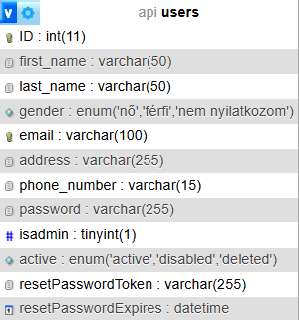 v api users
ID : int(11)
first_name : varchar(50)
last_name : varchar(50)
gender : enum('nő','férfi','nem nyilatkozom')
email : varchar(100)
address : varchar(255)
phone_number : varchar(15)
password : varchar(255)
# isadmin : tinyint(1)
active : enum('active','disabled','deleted')
resetPasswordToken : varchar(255)
resetPasswordExpires : datetime